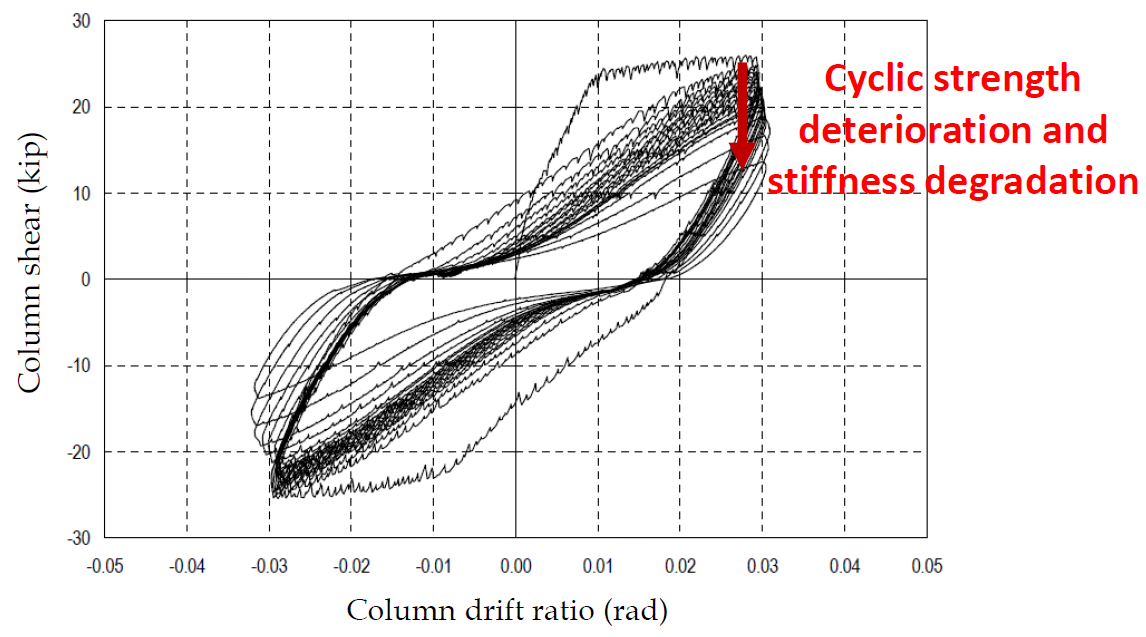 30
20
10
0
-10
-20
-30
-0.05 -0.04 -0.03 -0.02 -0.01 0.00 0.01 0.02 0.03 0.04 0.05
Column shear (kip)
Column drift ratio (rad)
Cyclic strength
deterioration and
stiffness degradation